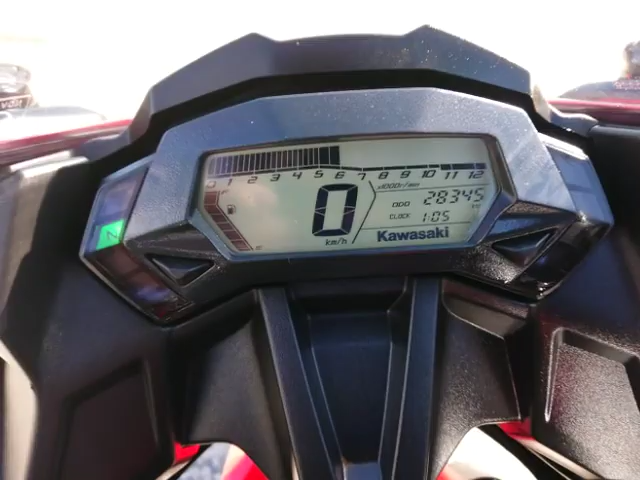 1 2 3 4 5 6 7 8 9 10 11 12
x1000r/min
0
km/h
ODO 28345
CLOCK 1:05
Kawasaki
N